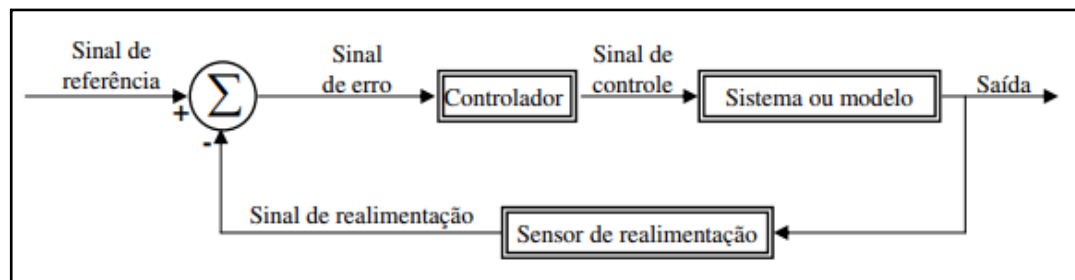 Sinal de
referência
+
-
Σ
Sinal
de erro
Controlador
Sinal de
controle
Sistema ou modelo
Saída
Sinal de realimentação
Sensor de realimentação